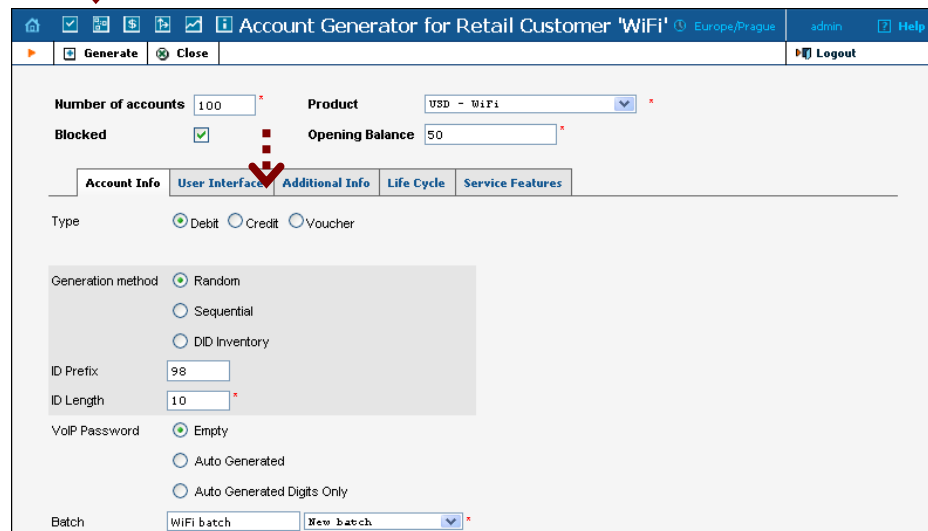 Account Generator for Retail Customer 'WiFi' Europe/Prague admin ? Help
Generate Close Logout
Number of accounts 100 * Product USD - WiFi *
Blocked Opening Balance 50 *
Account Info User Interface Additional Info Life Cycle Service Features
Type Debit Credit Voucher
Generation method Random
Sequential
DID Inventory
ID Prefix 98
ID Length 10 *
VoIP Password Empty
Auto Generated
Auto Generated Digits Only
Batch WiFi batch New batch *